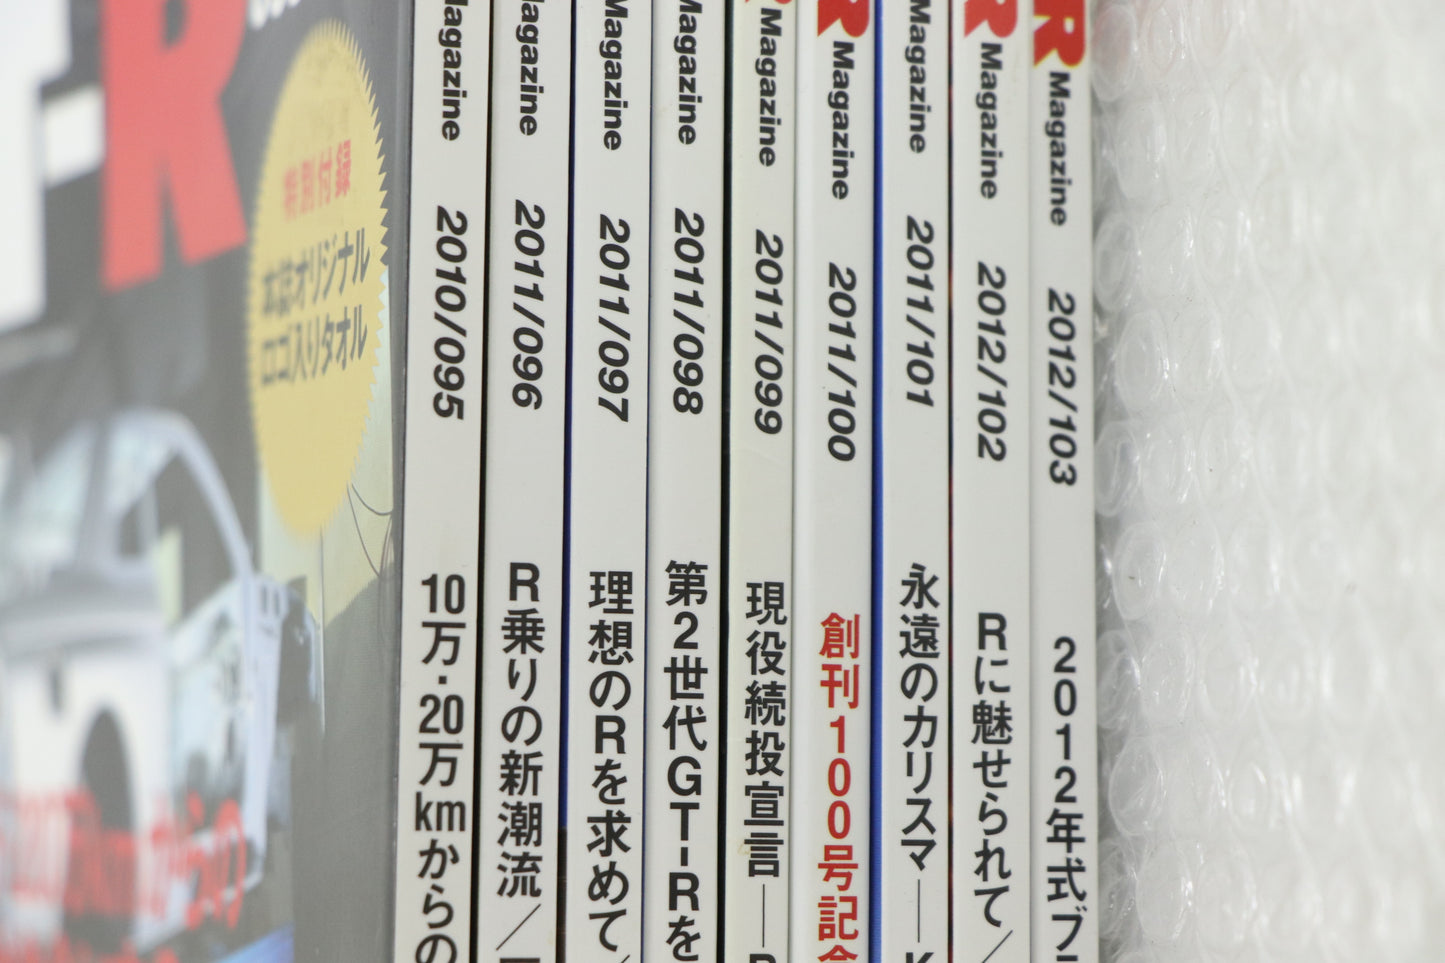 R
特別付録
本誌オリジナル
ロゴ入りタオル
からの
Magazine 2010/095 10万・20万kmからの
Magazine 2011/096 R乗りの新潮流／
Magazine 2011/097 理想のRを求めて／
Magazine 2011/098 第2世代GT-Rを
Magazine 2011/099 現役続投宣言―
R Magazine 2011/100 創刊100号記念
Magazine 2011/101 永遠のカリスマ―K
R Magazine 2012/102 Rに魅せられて／
R Magazine 2012/103 2012年式ブ